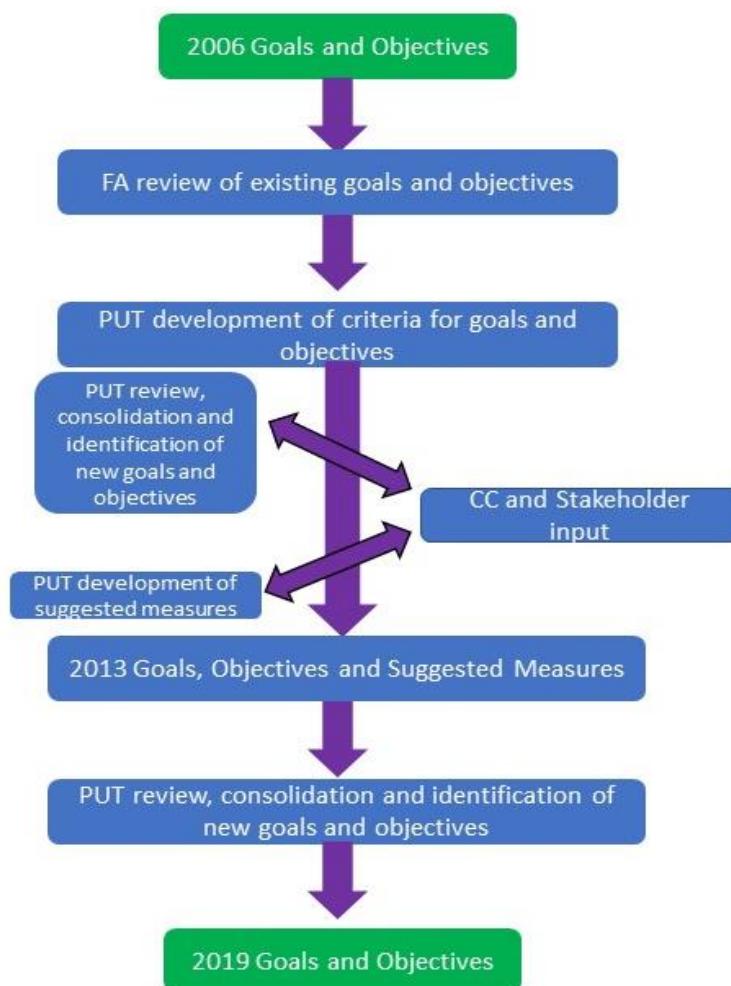 2006 Goals and Objectives
FA review of existing goals and objectives
PUT development of criteria for goals and
objectives
PUT review,
consolidation and
identification of
new goals and
objectives
CC and Stakeholder
input
PUT development of
suggested measures
2013 Goals, Objectives and Suggested Measures
PUT review, consolidation and identification of
new goals and objectives
2019 Goals and Objectives